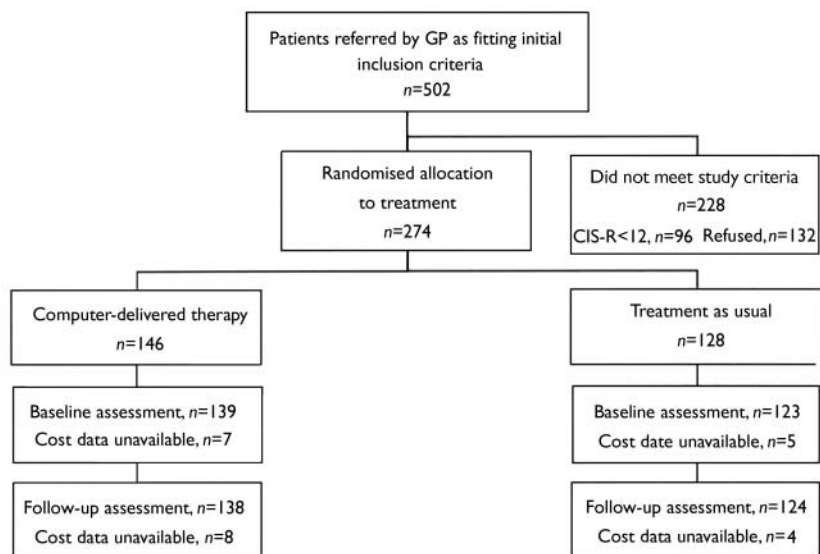 Patients referred by GP as fitting initial
inclusion criteria
n=502
Randomised allocation
to treatment
n=274
Did not meet study criteria
n=228
CIS-R<12, n=96 Refused, n=132
Computer-delivered therapy
n=146
Treatment as usual
n=128
Baseline assessment, n=139
Cost data unavailable, n=7
Baseline assessment, n=123
Cost date unavailable, n=5
Follow-up assessment, n=138
Cost data unavailable, n=8
Follow-up assessment, n=124
Cost data unavailable, n=4